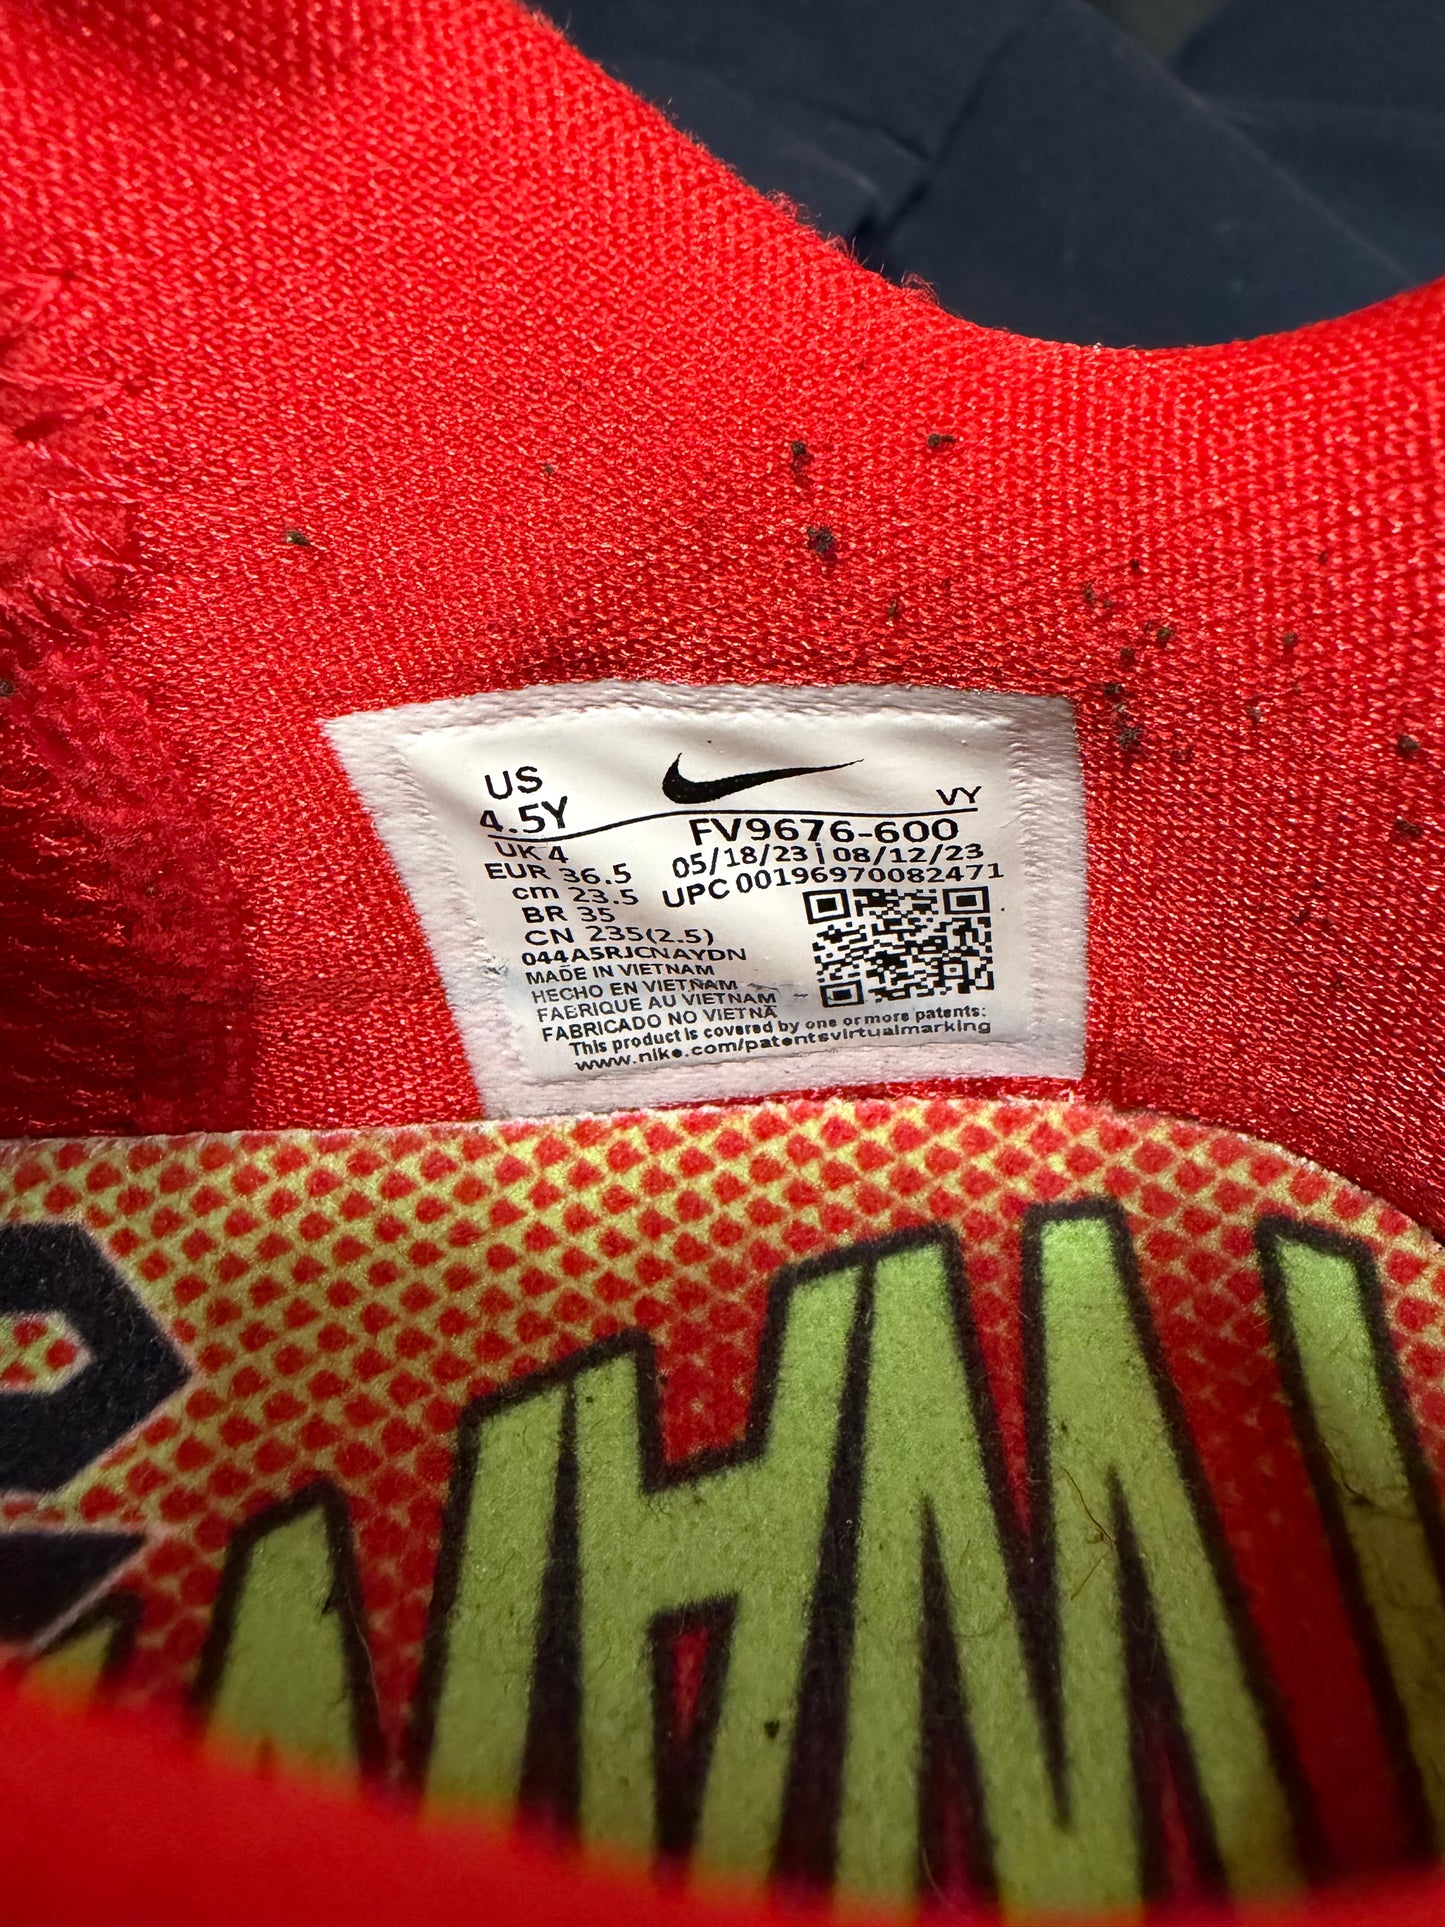 US
4.5Y
UK 4
EUR 36.5
cm 23.5
BR 35
CN 235(2.5)
VY
FV9676-600
05/18/23 | 08/12/23
UPC 00196970082471
044A5RJCNAYDN
MADE IN VIETNAM
HECHO EN VIETNAM
FABRIQUE AU VIETNAM
FABRICADO NO VIETNÃ
This product is covered by one or more patents:
www.nike.com/patentsvirtualmarking